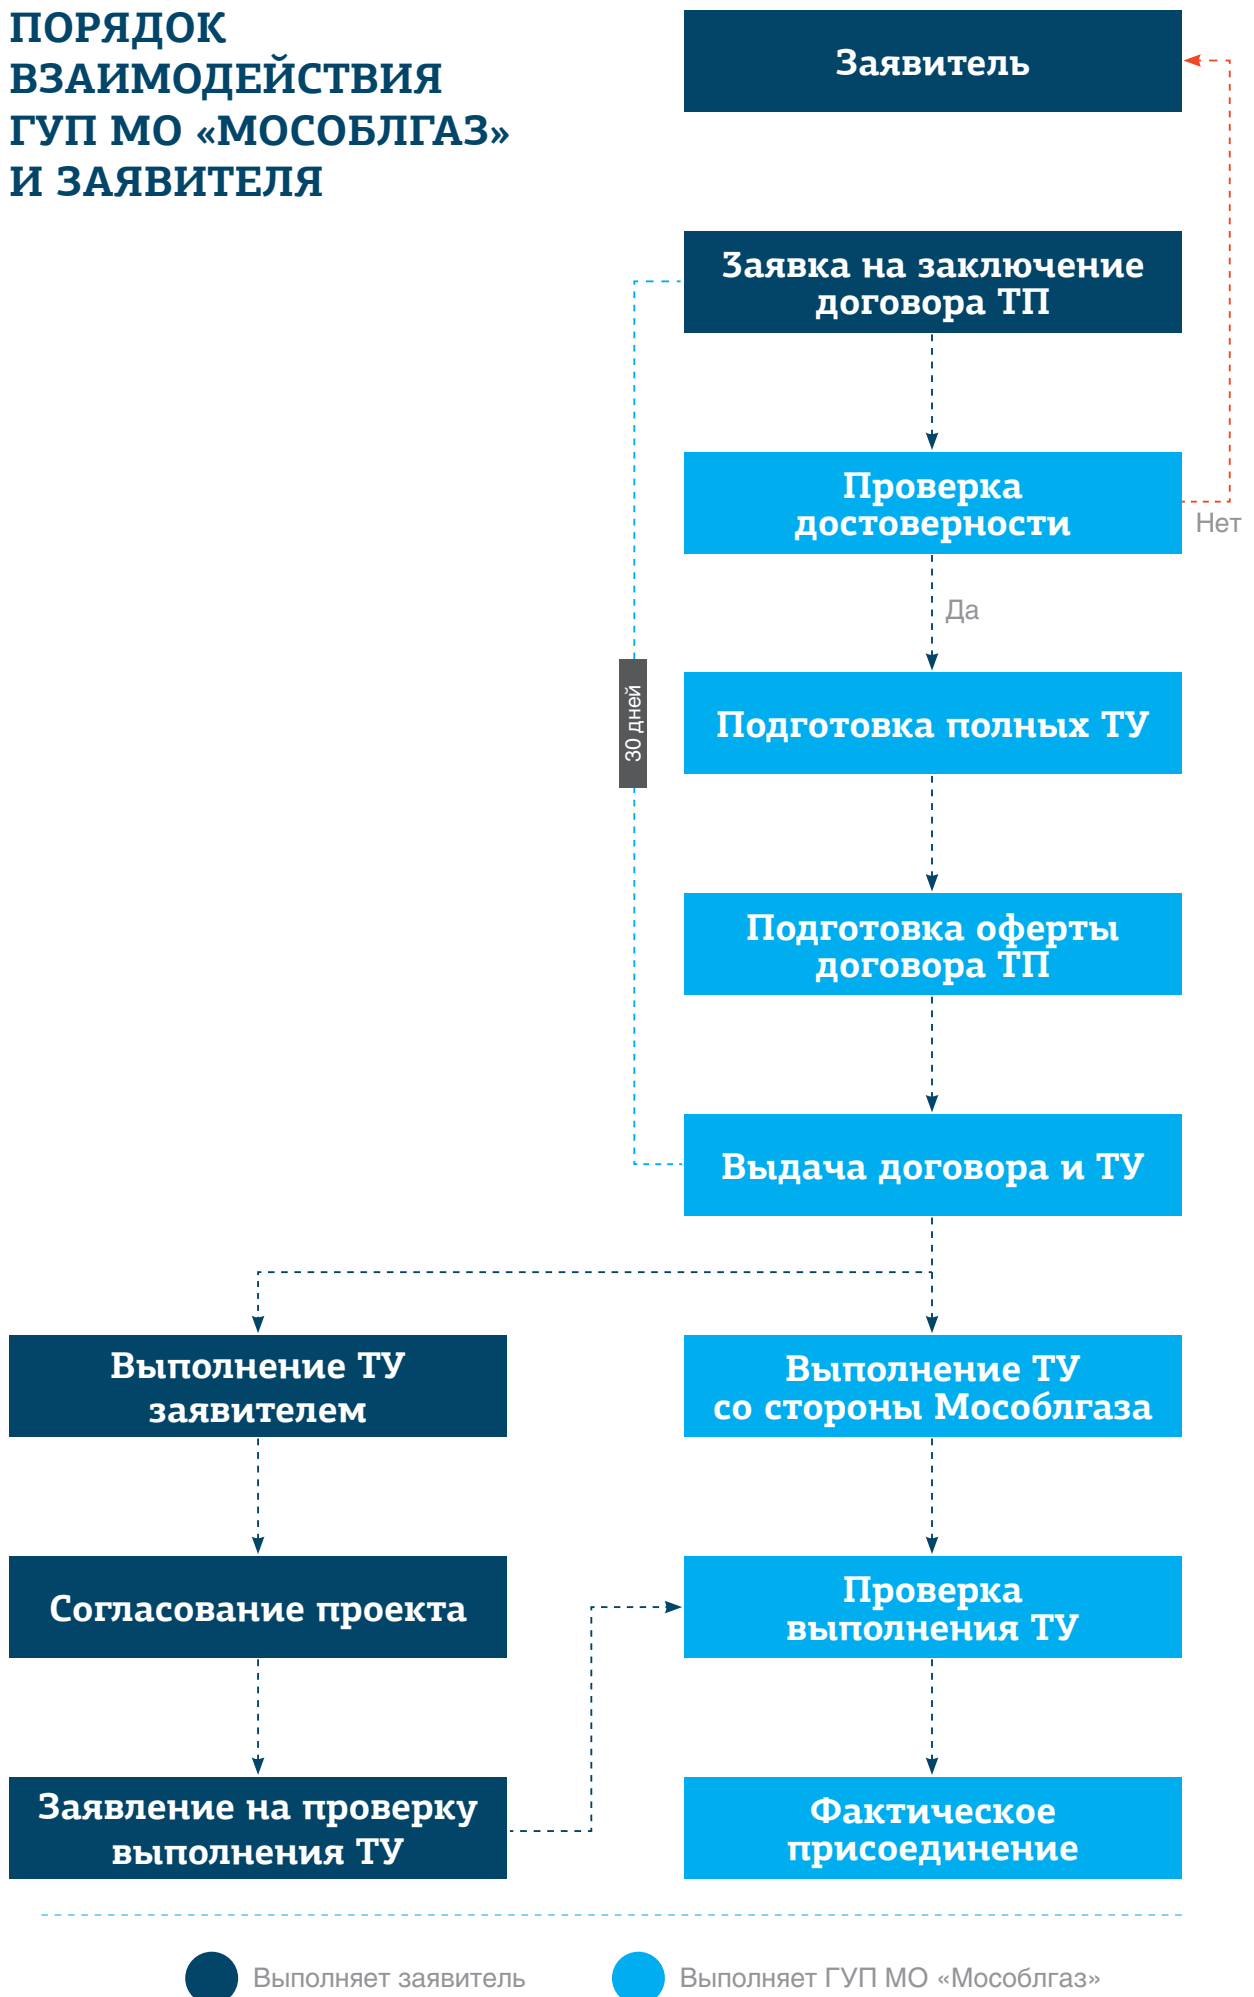 ПОРЯДОК
ВЗАИМОДЕЙСТВИЯ
ГУП МО «МОСОБЛГАЗ»
И ЗАЯВИТЕЛЯ
Заявитель
Заявка на заключение
договора ТП
Проверка
достоверности
Нет
Да
30 дней
Подготовка полных ТУ
Подготовка оферты
договора ТП
Выдача договора и ТУ
Выполнение ТУ
заявителем
Выполнение ТУ
со стороны Мособлгаза
Согласование проекта
Проверка
выполнения ТУ
Заявление на проверку
выполнения ТУ
Фактическое
присоединение
Выполняет заявитель
Выполняет ГУП МО «Мособлгаз»